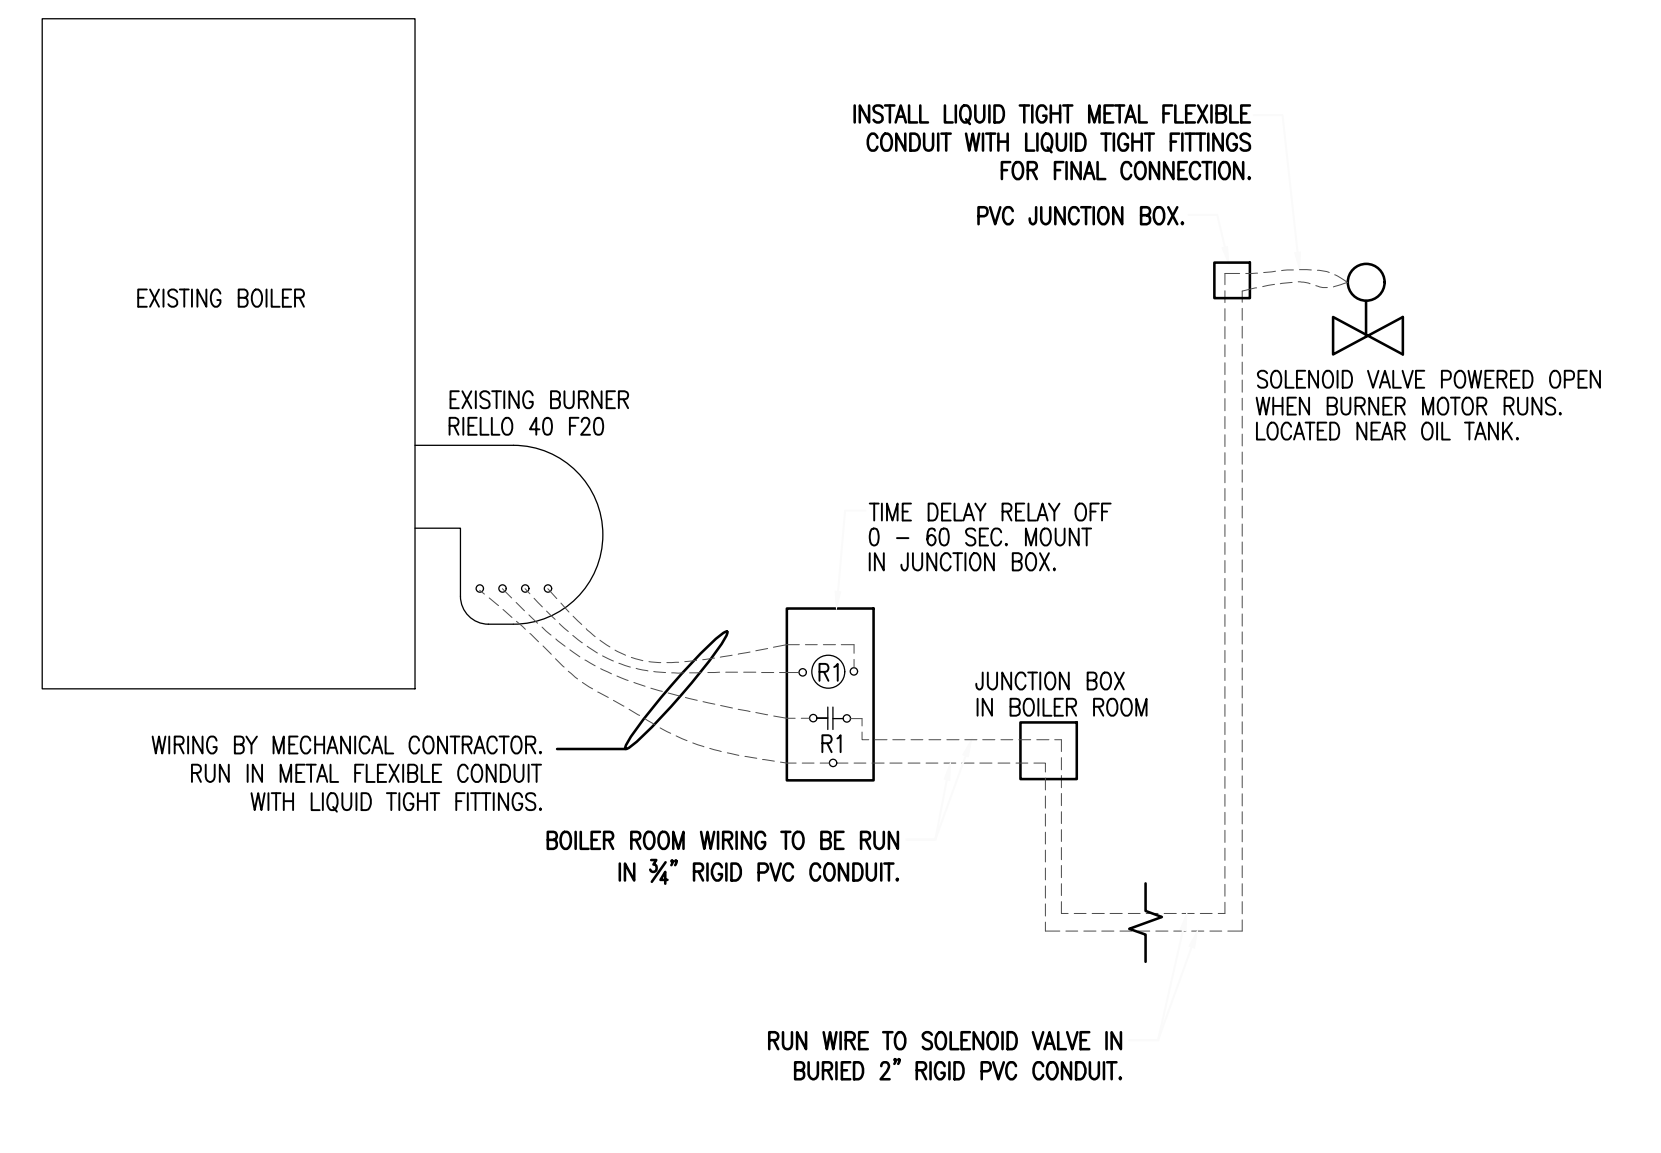 INSTALL LIQUID TIGHT METAL FLEXIBLE
CONDUIT WITH LIQUID TIGHT FITTINGS
FOR FINAL CONNECTION.
PVC JUNCTION BOX.
EXISTING BOILER
SOLENOID VALVE POWERED OPEN
WHEN BURNER MOTOR RUNS.
LOCATED NEAR OIL TANK.
EXISTING BURNER
RIELLO 40 F20
TIME DELAY RELAY OFF
0 – 60 SEC. MOUNT
IN JUNCTION BOX.
R1
R1
JUNCTION BOX
IN BOILER ROOM
WIRING BY MECHANICAL CONTRACTOR.
RUN IN METAL FLEXIBLE CONDUIT
WITH LIQUID TIGHT FITTINGS.
BOILER ROOM WIRING TO BE RUN
IN ¾” RIGID PVC CONDUIT.
RUN WIRE TO SOLENOID VALVE IN
BURIED 2” RIGID PVC CONDUIT.